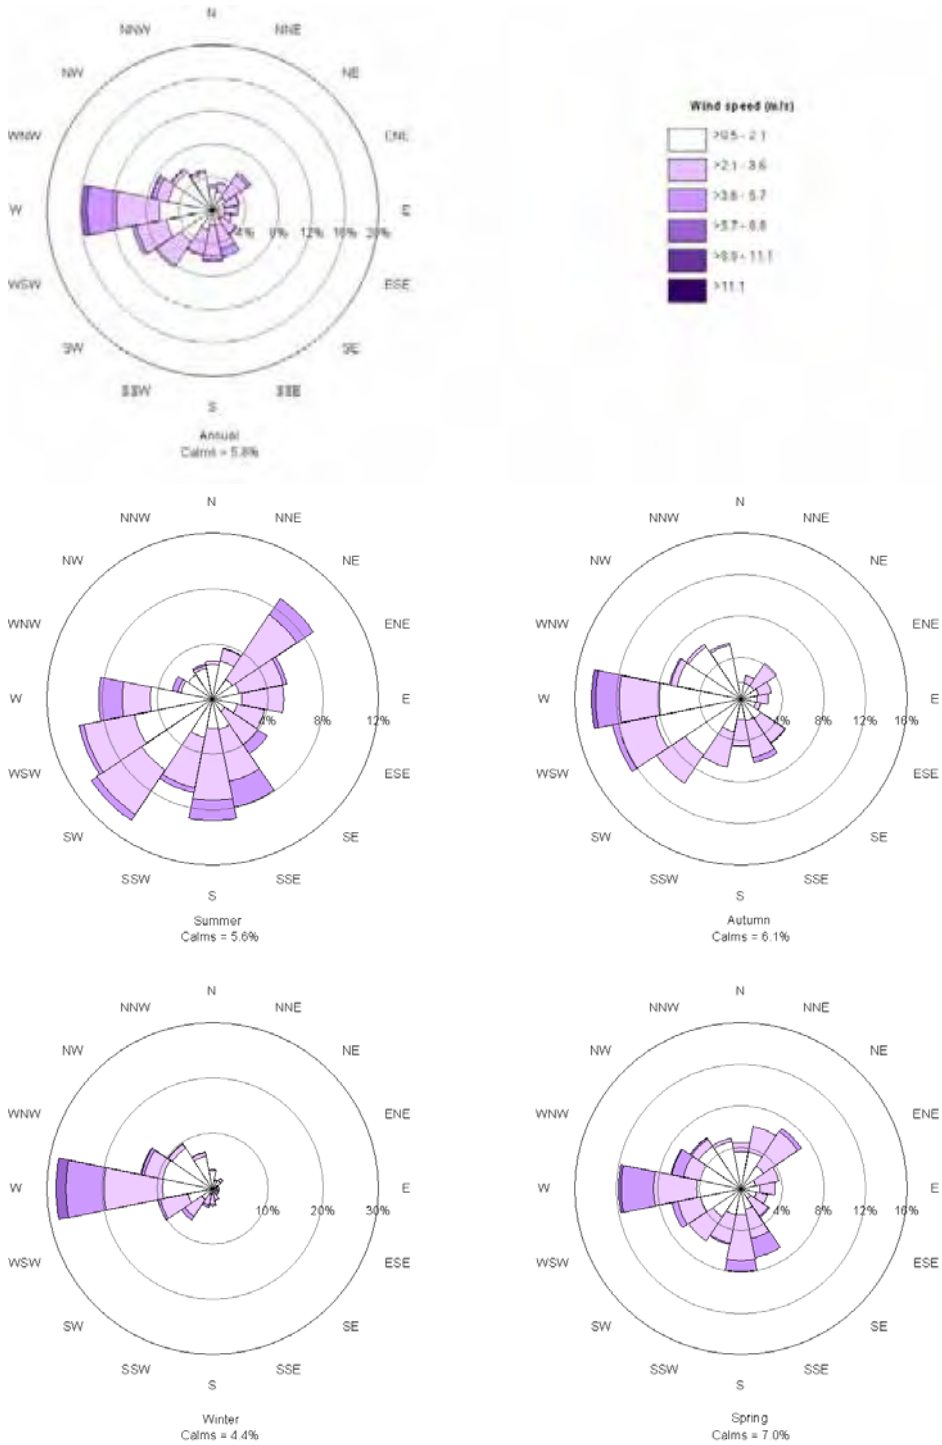 N
NNW NNE
NW NE
WNW ENE
W E
4% 8% 12% 16% 20%
WSW ESE
SW SE
SSW SSE
S
Annual
Calms = 5.8%
Wind speed (m/s)
>0.5 - 2.1
>2.1 - 3.6
>3.6 - 5.7
>5.7 - 8.8
>8.8 - 11.1
>11.1
N
NNW NNE
NW NE
WNW ENE
W E
4% 8% 12%
WSW ESE
SW SE
SSW SSE
S
Summer
Calms = 5.6%
N
NNW NNE
NW NE
WNW ENE
W E
4% 8% 12% 16%
WSW ESE
SW SE
SSW SSE
S
Autumn
Calms = 6.1%
N
NNW NNE
NW NE
WNW ENE
W E
10% 20% 30%
WSW ESE
SW SE
SSW SSE
S
Winter
Calms = 4.4%
N
NNW NNE
NW NE
WNW ENE
W E
4% 8% 12% 16%
WSW ESE
SW SE
SSW SSE
S
Spring
Calms = 7.0%